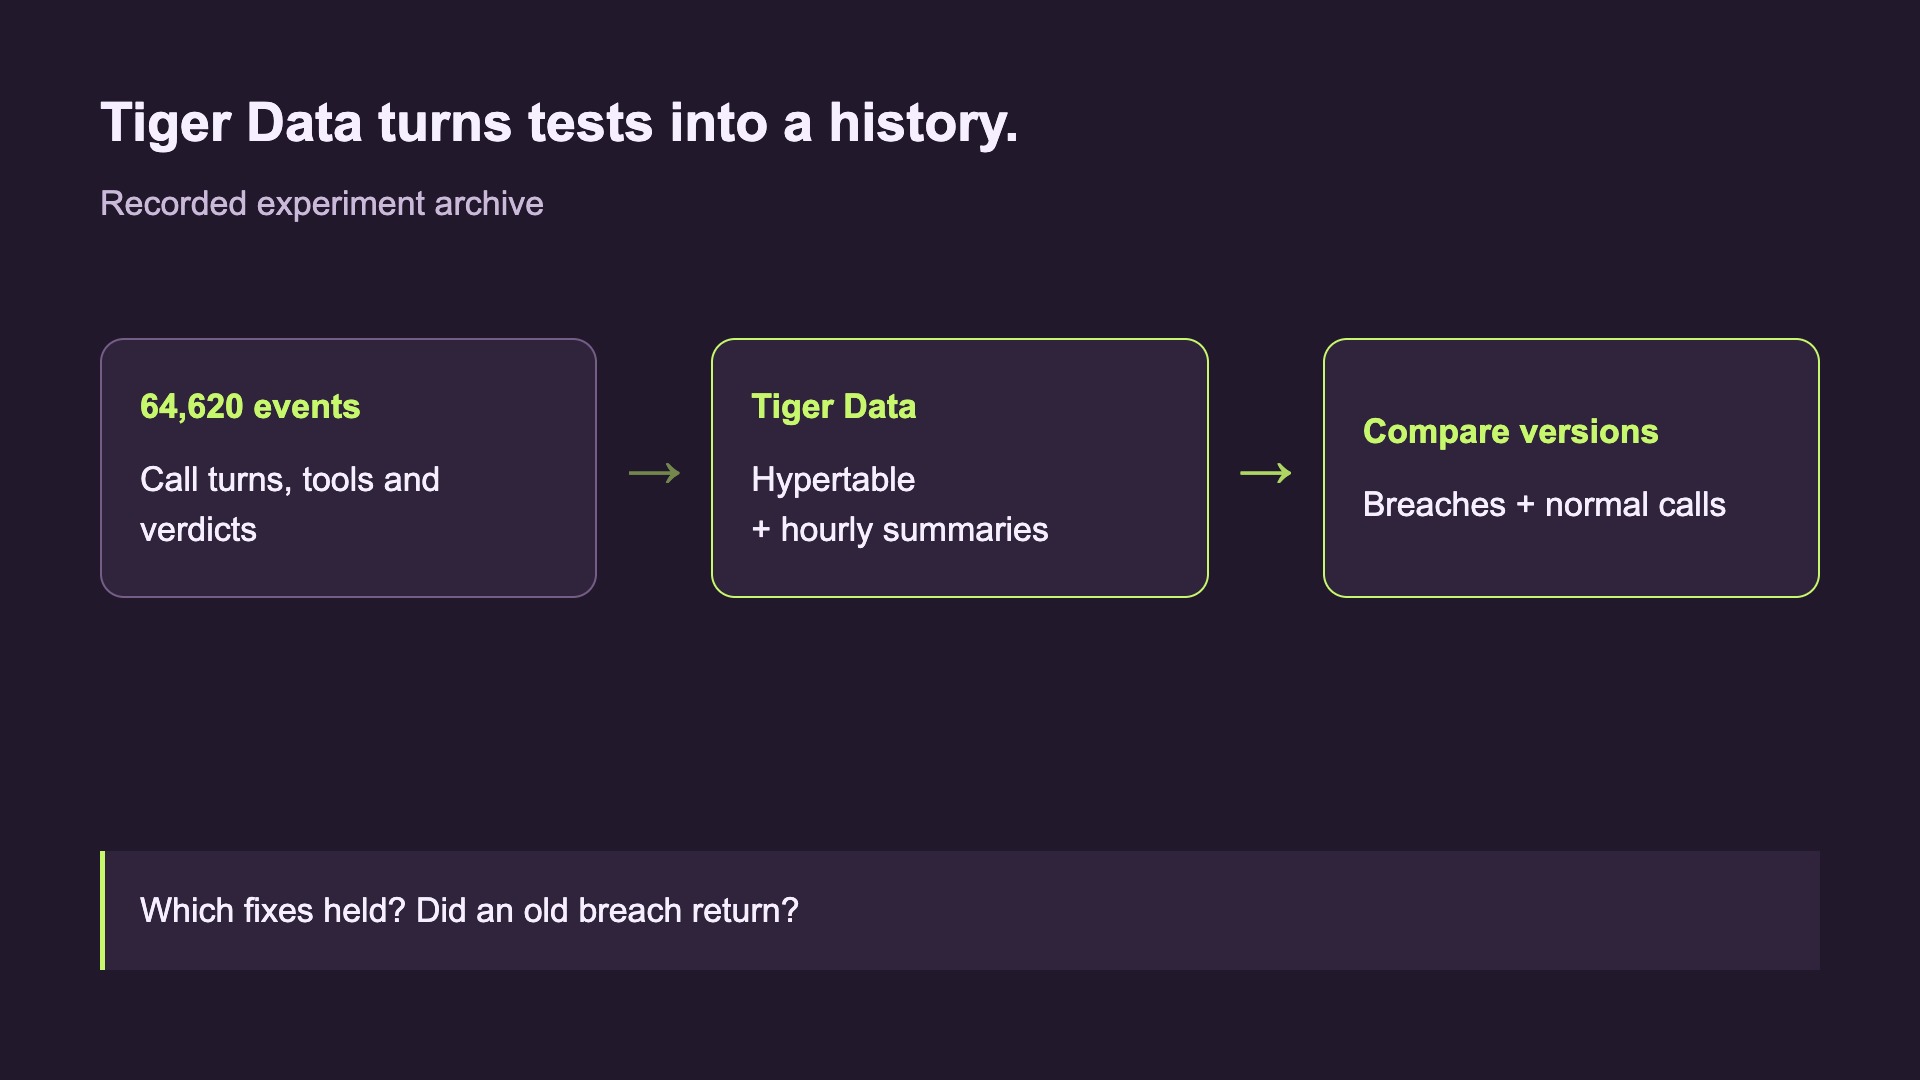 Tiger Data turns tests into a history.
Recorded experiment archive
64,620 events
Call turns, tools and
verdicts
→
Tiger Data
Hypertable
+ hourly summaries
→
Compare versions
Breaches + normal calls
Which fixes held? Did an old breach return?